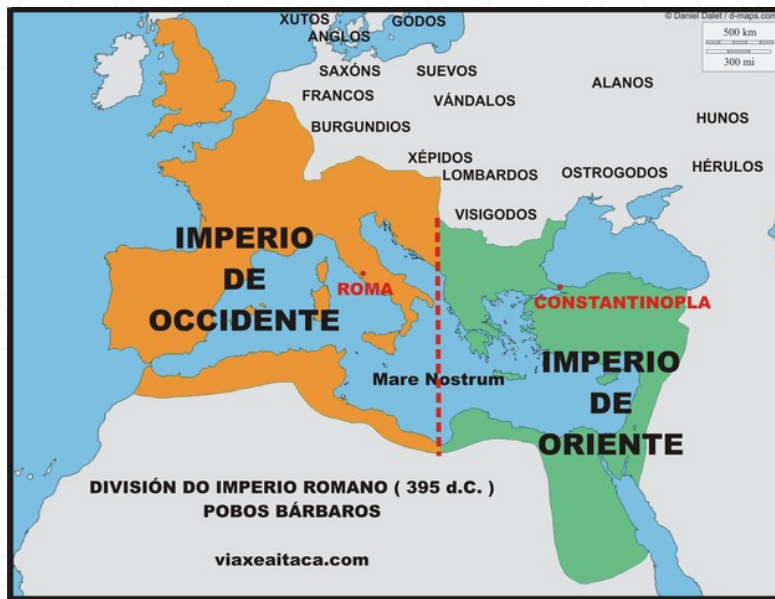 © Daniel Dalet / d-maps.com
500 km
300 mi
XUTOS
GODOS
ANGLOS
SAXÓNS
SUEVOS
ALANOS
FRANCOS
VÁNDALOS
HUNOS
BURGUNDIOS
XÉPIDOS
LOMBARDOS
OSTROGODOS
HÉRULOS
VISIGODOS
IMPERIO
DE
OCCIDENTE
ROMA
CONSTANTINOPLA
Mare Nostrum
IMPERIO
DE
ORIENTE
DIVISIÓN DO IMPERIO ROMANO ( 395 d.C. )
POBOS BÁRBAROS
viaxeaitaca.com